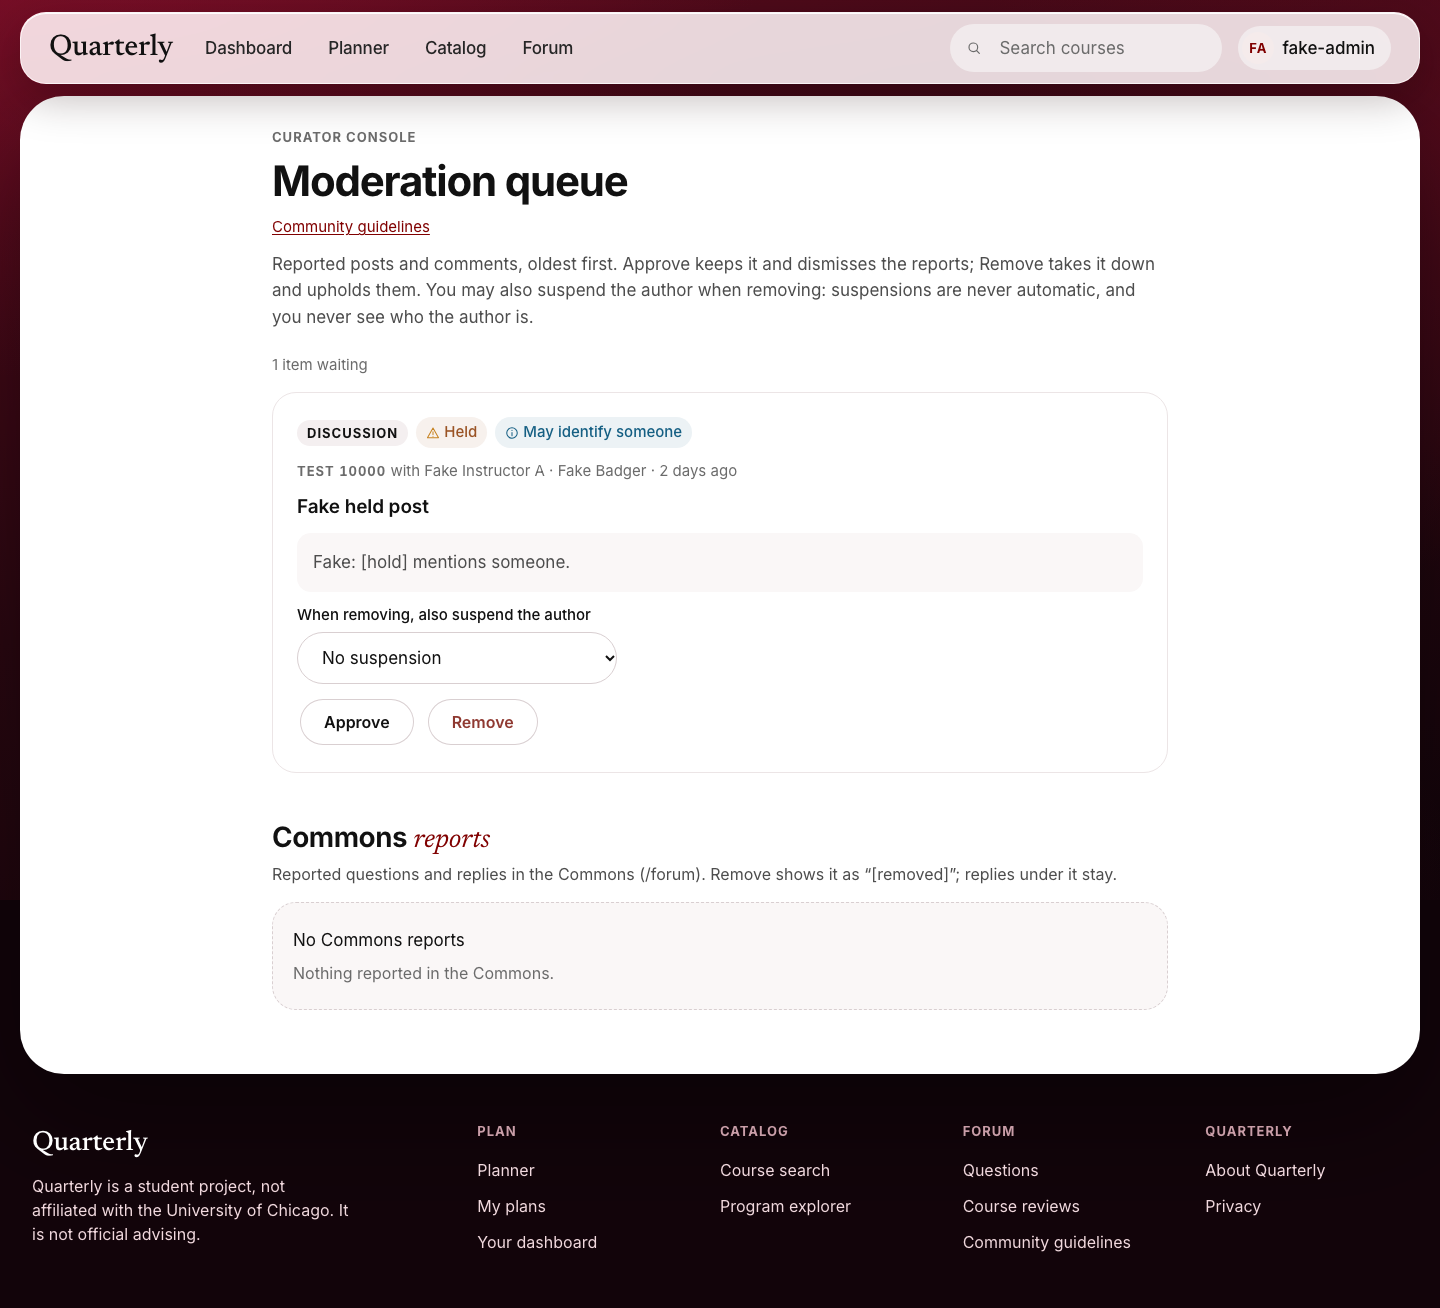 Quarterly
Dashboard
Planner
Catalog
Forum
Search courses
FA
fake-admin
CURATOR CONSOLE
Moderation queue
Community guidelines
Reported posts and comments, oldest first. Approve keeps it and dismisses the reports; Remove takes it down
and upholds them. You may also suspend the author when removing: suspensions are never automatic, and
you never see who the author is.
1 item waiting
DISCUSSION
Held
May identify someone
TEST 10000 with Fake Instructor A · Fake Badger · 2 days ago
Fake held post
Fake: [hold] mentions someone.
When removing, also suspend the author
No suspension
Approve
Remove
Commons reports
Reported questions and replies in the Commons (/forum). Remove shows it as “[removed]”; replies under it stay.
No Commons reports
Nothing reported in the Commons.
Quarterly
Quarterly is a student project, not
affiliated with the University of Chicago. It
is not official advising.
PLAN
Planner
My plans
Your dashboard
CATALOG
Course search
Program explorer
FORUM
Questions
Course reviews
Community guidelines
QUARTERLY
About Quarterly
Privacy